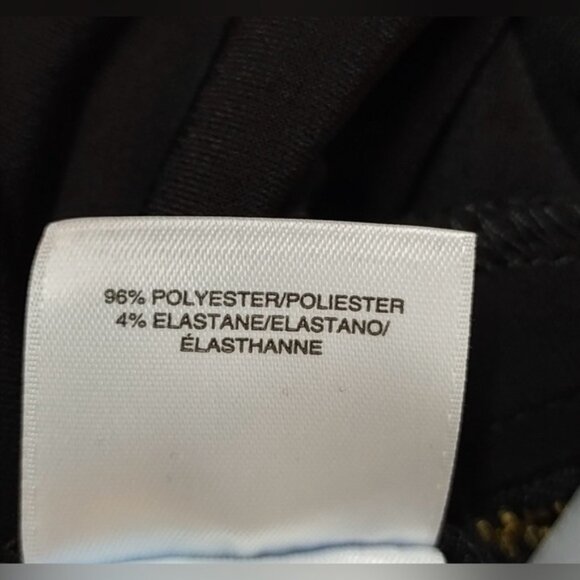 96% POLYESTER/POLIESTER
4% ELASTANE/ELASTANO/
ÉLASTHANNE